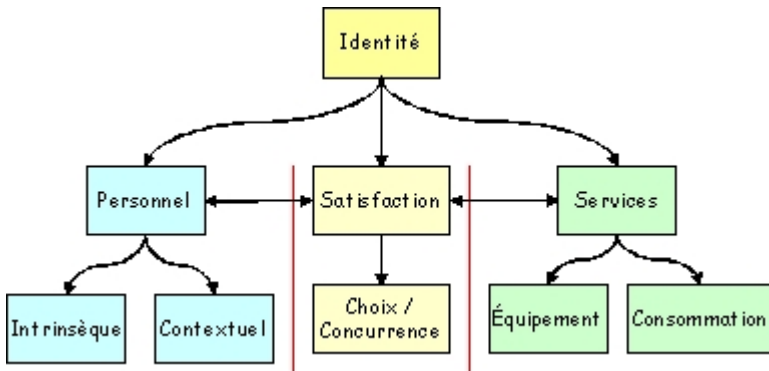 Identité
Personnel
Satisfaction
Services
Intrinsèque
Contextuel
Choix /
Concurrence
Équipement
Consommation